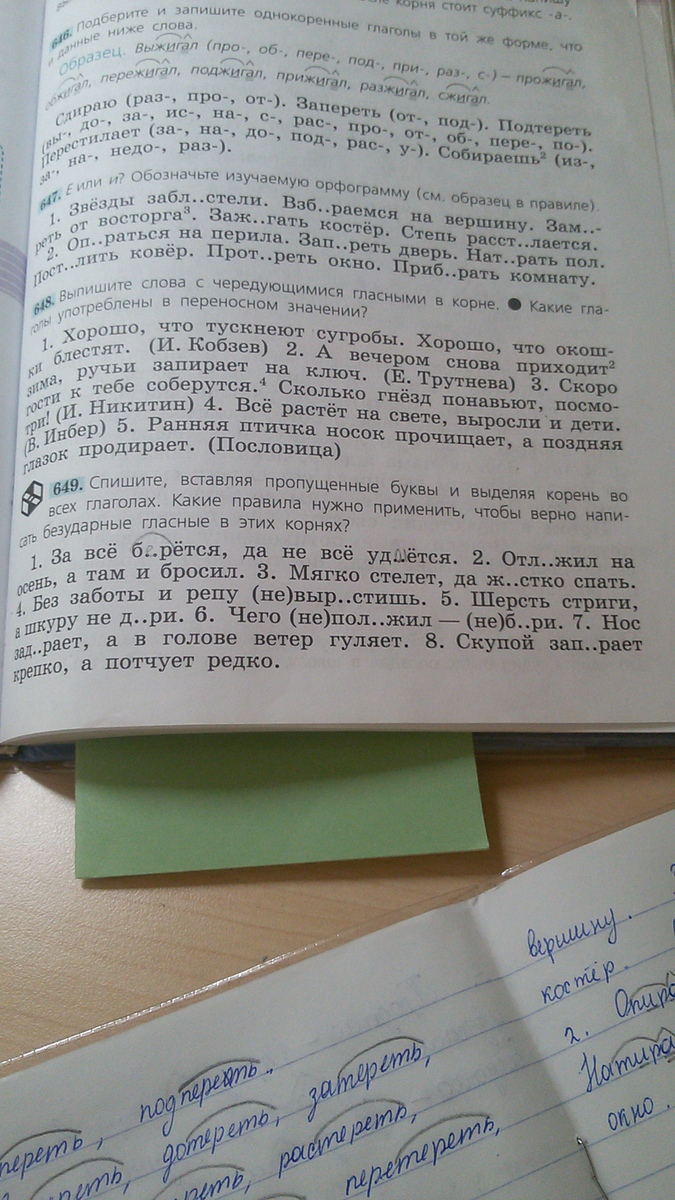 корня стоит суффикс -а-.
646. Подберите и запишите однокоренные глаголы в той же форме, что
и данные ниже слова.
Образец. Выжигал (про-, об-, пере-, под-, при-, раз-, с-) – прожигал,
обжигал, пережигал, поджигал, прижигал, разжигал, сжигал.
Сдираю (раз-, про-, от-). Запереть (от-, под-). Подтереть
(вы-, до-, за-, ис-, на-, с-, рас-, про-, от-, об-, пере-, по-).
Перестилает (за-, на-, до-, под-, рас-, у-). Собираешь² (из-,
за-, на-, недо-, раз-).
647. Е или и? Обозначьте изучаемую орфограмму (см. образец в правиле).
1. Звёзды забл..стели. Взб..раемся на вершину. Зам..-
реть от восторга³. Заж..гать костёр. Степь расст..лается.
2. Оп..раться на перила. Зап..реть дверь. Нат..рать пол.
Пост..лить ковёр. Прот..реть окно. Приб..рать комнату.
648. Выпишите слова с чередующимися гласными в корне. ● Какие гла-
голы употреблены в переносном значении?
1. Хорошо, что тускнеют сугробы. Хорошо, что окош-
ки блестят. (И. Кобзев) 2. А вечером снова приходит²
зима, ручьи запирает на ключ. (Е. Трутнева) 3. Скоро
гости к тебе соберутся.⁴ Сколько гнёзд понавьют, посмо-
три! (И. Никитин) 4. Всё растёт на свете, выросли и дети.
(В. Инбер) 5. Ранняя птичка носок прочищает, а поздняя
глазок продирает. (Пословица)
649. Спишите, вставляя пропущенные буквы и выделяя корень во
всех глаголах. Какие правила нужно применить, чтобы верно напи-
сать безударные гласные в этих корнях?
1. За всё б..рётся, да не всё уд..ётся. 2. Отл..жил на
осень, а там и бросил. 3. Мягко стелет, да ж..стко спать.
4. Без заботы и репу (не)выр..стишь. 5. Шерсть стриги,
а шкуру не д..ри. 6. Чего (не)пол..жил — (не)б..ри. 7. Нос
зад..рает, а в голове ветер гуляет. 8. Скупой зап..рает
крепко, а потчует редко.
вершину.
костёр.
2. Опира
Натира
окно.
переть, подпереть.
дотереть, затереть,
реть, растереть,
перетереть,